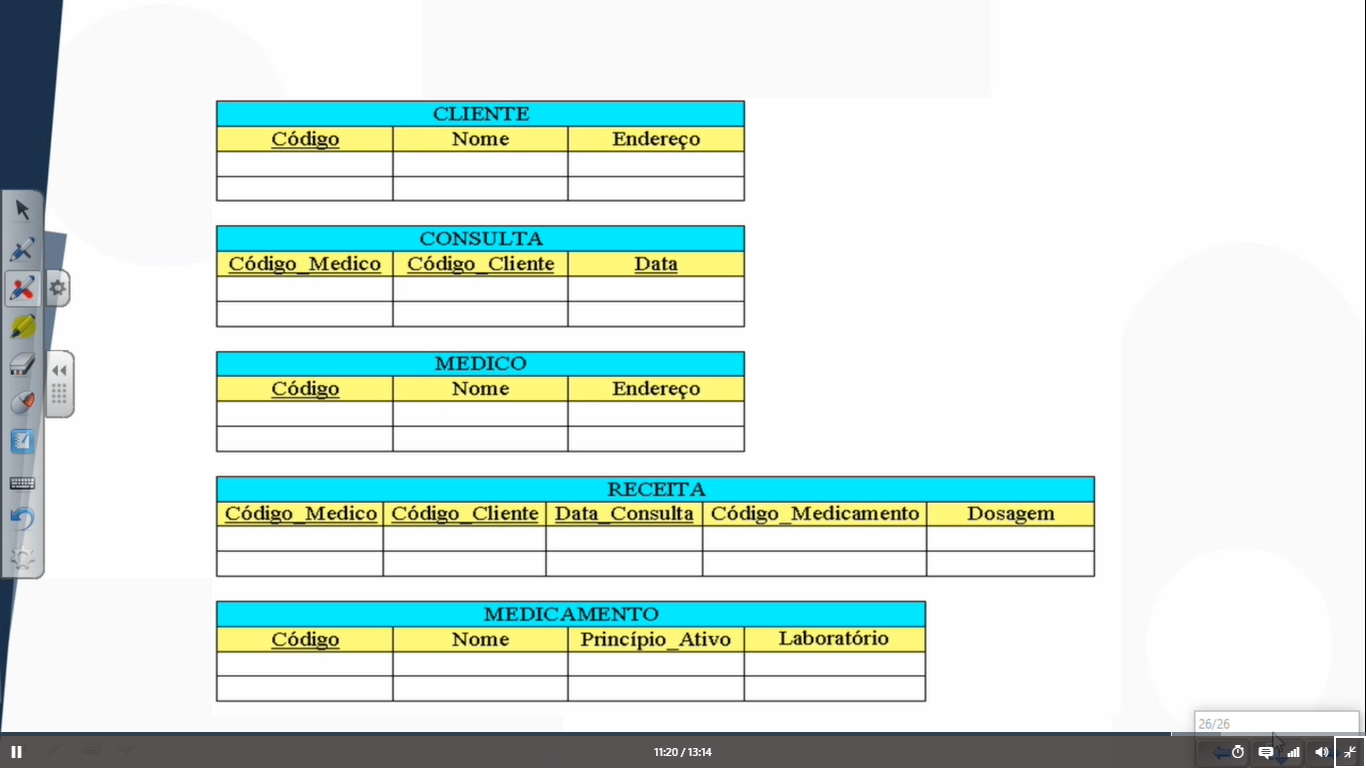 CLIENTE
Código Nome Endereço
CONSULTA
Código_Medico Código_Cliente Data
MEDICO
Código Nome Endereço
RECEITA
Código_Medico Código_Cliente Data_Consulta Código_Medicamento Dosagem
MEDICAMENTO
Código Nome Princípio_Ativo Laboratório
26/26
11:20 / 13:14